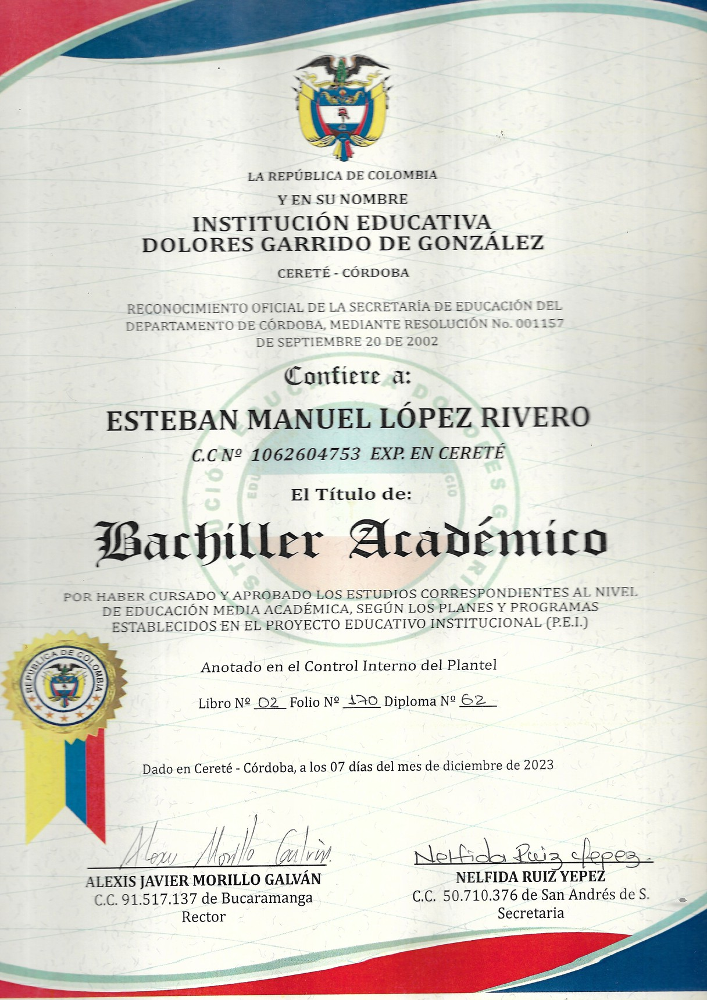 LA REPÚBLICA DE COLOMBIA
Y EN SU NOMBRE
INSTITUCIÓN EDUCATIVA
DOLORES GARRIDO DE GONZÁLEZ
CERETÉ - CÓRDOBA
RECONOCIMIENTO OFICIAL DE LA SECRETARÍA DE EDUCACIÓN DEL
DEPARTAMENTO DE CÓRDOBA, MEDIANTE RESOLUCIÓN No. 001157
DE SEPTIEMBRE 20 DE 2002
Confiere a:
ESTEBAN MANUEL LÓPEZ RIVERO
C.C Nº 1062604753 EXP. EN CERETÉ
El Título de:
Bachiller Académico
POR HABER CURSADO Y APROBADO LOS ESTUDIOS CORRESPONDIENTES AL NIVEL
DE EDUCACIÓN MEDIA ACADÉMICA, SEGÚN LOS PLANES Y PROGRAMAS
ESTABLECIDOS EN EL PROYECTO EDUCATIVO INSTITUCIONAL (P.E.I.)
REPÚBLICA DE COLOMBIA
Anotado en el Control Interno del Plantel
Libro Nº 02 Folio Nº 170 Diploma Nº 62
Dado en Cereté - Córdoba, a los 07 días del mes de diciembre de 2023
Alexis Morillo Galván
ALEXIS JAVIER MORILLO GALVÁN
C.C. 91.517.137 de Bucaramanga
Rector
Nelfida Ruiz Yepez.
NELFIDA RUIZ YEPEZ
C.C. 50.710.376 de San Andrés de S.
Secretaria